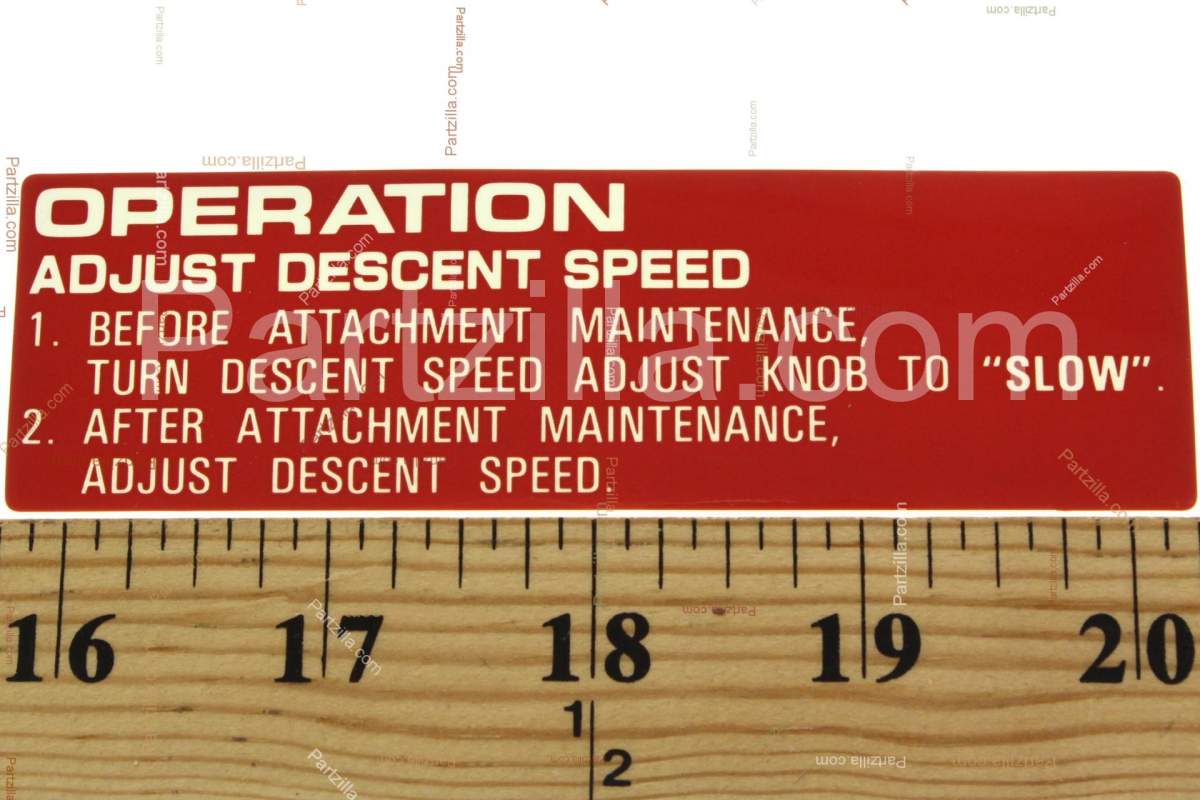 OPERATION
ADJUST DESCENT SPEED
1. BEFORE ATTACHMENT MAINTENANCE,
TURN DESCENT SPEED ADJUST KNOB TO "SLOW".
2. AFTER ATTACHMENT MAINTENANCE,
ADJUST DESCENT SPEED.
Partzilla.com
16 17 18 19 20
1 2